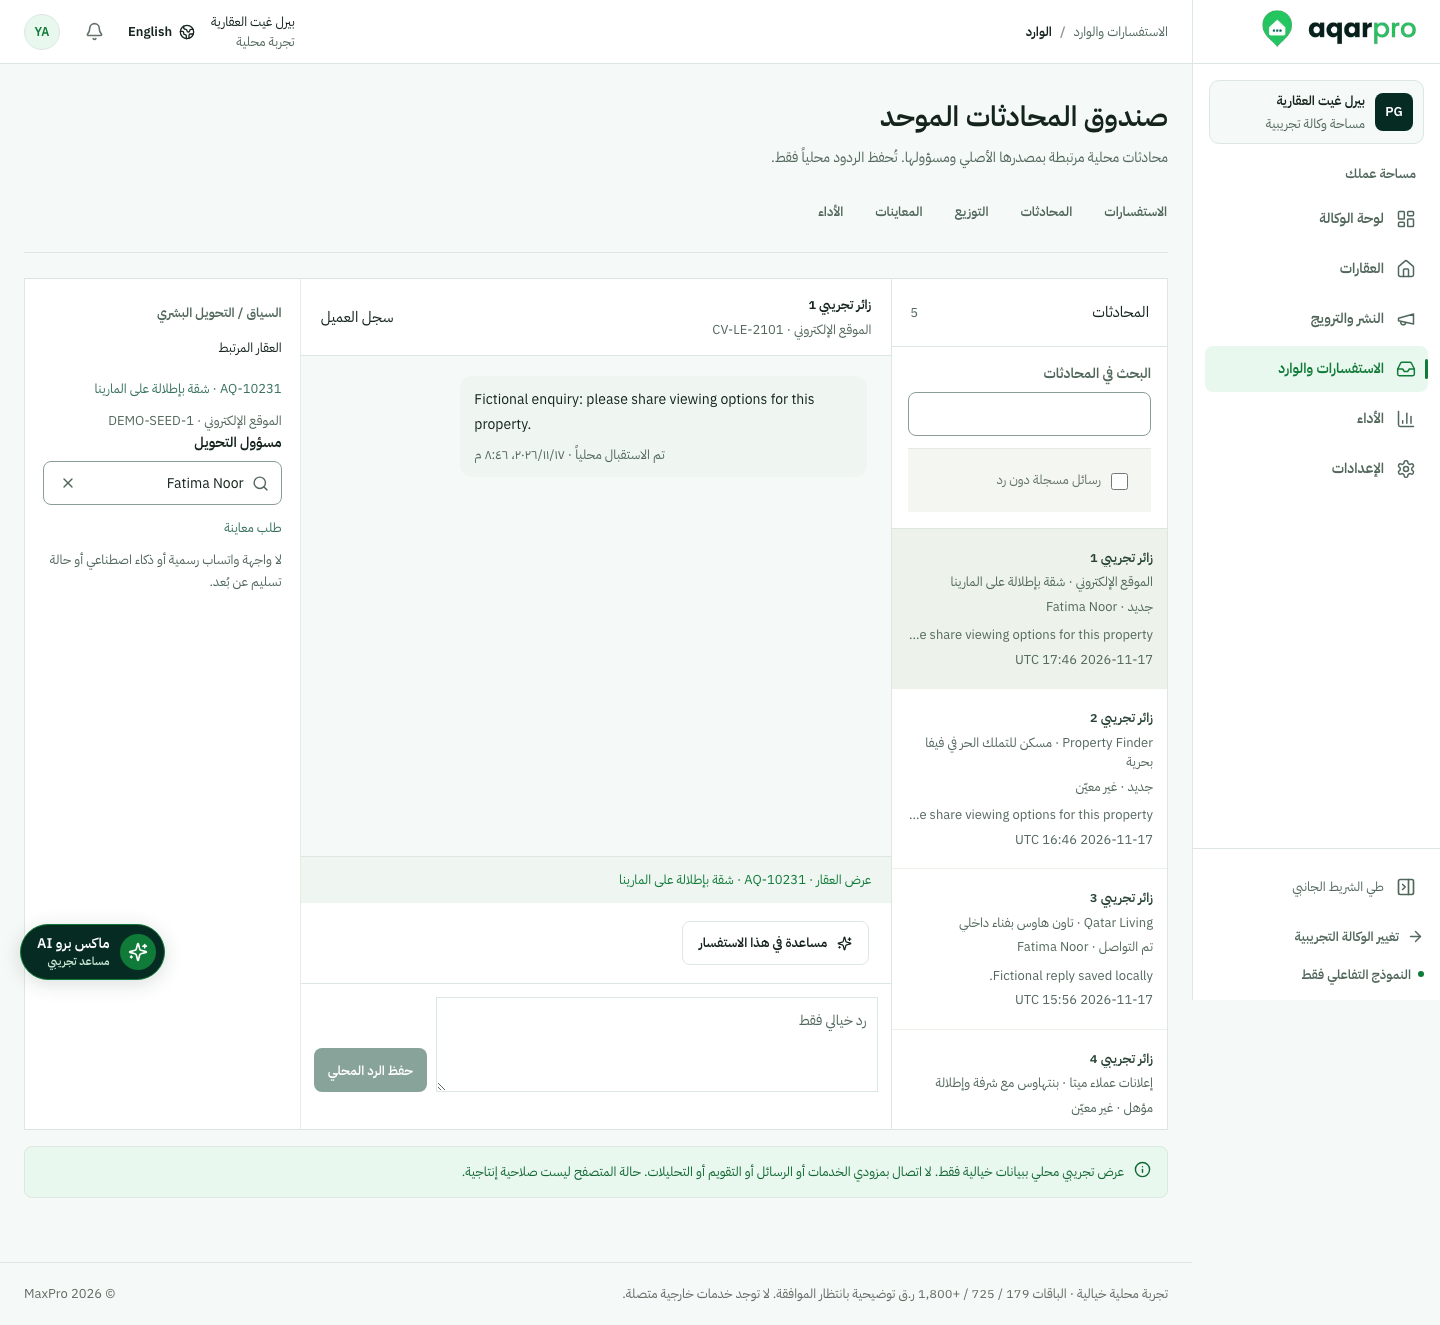 aqarpro
PG
بيرل غيت العقارية
مساحة وكالة تجريبية
مساحة عملك
لوحة الوكالة
العقارات
النشر والترويج
الاستفسارات والوارد
الأداء
الإعدادات
طي الشريط الجانبي
تغيير الوكالة التجريبية
النموذج التفاعلي فقط
الاستفسارات والوارد / الوارد
بيرل غيت العقارية
تجربة محلية
English
YA
صندوق المحادثات الموحد
محادثات محلية مرتبطة بمصدرها الأصلي ومسؤولها. تُحفظ الردود محلياً فقط.
الاستفسارات
المحادثات
التوزيع
المعاينات
الأداء
المحادثات
5
البحث في المحادثات
رسائل مسجلة دون رد
زائر تجريبي 1
الموقع الإلكتروني · شقة بإطلالة على المارينا
جديد · Fatima Noor
...e share viewing options for this property
2026-11-17 17:46 UTC
زائر تجريبي 2
Property Finder · مسكن للتملك الحر في فيفا
بحرية
جديد · غير معيّن
...e share viewing options for this property
2026-11-17 16:46 UTC
زائر تجريبي 3
Qatar Living · تاون هاوس بفناء داخلي
تم التواصل · Fatima Noor
Fictional reply saved locally.
2026-11-17 15:56 UTC
زائر تجريبي 4
إعلانات عملاء ميتا · بنتهاوس مع شرفة وإطلالة
مؤهل · غير معيّن
زائر تجريبي 1
الموقع الإلكتروني · CV-LE-2101
سجل العميل
Fictional enquiry: please share viewing options for this
property.
تم الاستقبال محلياً · ١٧‏/١١‏/٢٠٢٦، ٨:٤٦ م
عرض العقار · AQ-10231 · شقة بإطلالة على المارينا
مساعدة في هذا الاستفسار
رد خيالي فقط
حفظ الرد المحلي
السياق / التحويل البشري
العقار المرتبط
AQ-10231 · شقة بإطلالة على المارينا
الموقع الإلكتروني · DEMO-SEED-1
مسؤول التحويل
Fatima Noor
طلب معاينة
لا واجهة واتساب رسمية أو ذكاء اصطناعي أو حالة
تسليم عن بُعد.
ماكس برو AI
مساعد تجريبي
عرض تجريبي محلي ببيانات خيالية فقط. لا اتصال بمزودي الخدمات أو الرسائل أو التقويم أو التحليلات. حالة المتصفح ليست صلاحية إنتاجية.
تجربة محلية خيالية · الباقات 179 / 725 / +1,800 ر.ق توضيحية بانتظار الموافقة. لا توجد خدمات خارجية متصلة.
© 2026 MaxPro